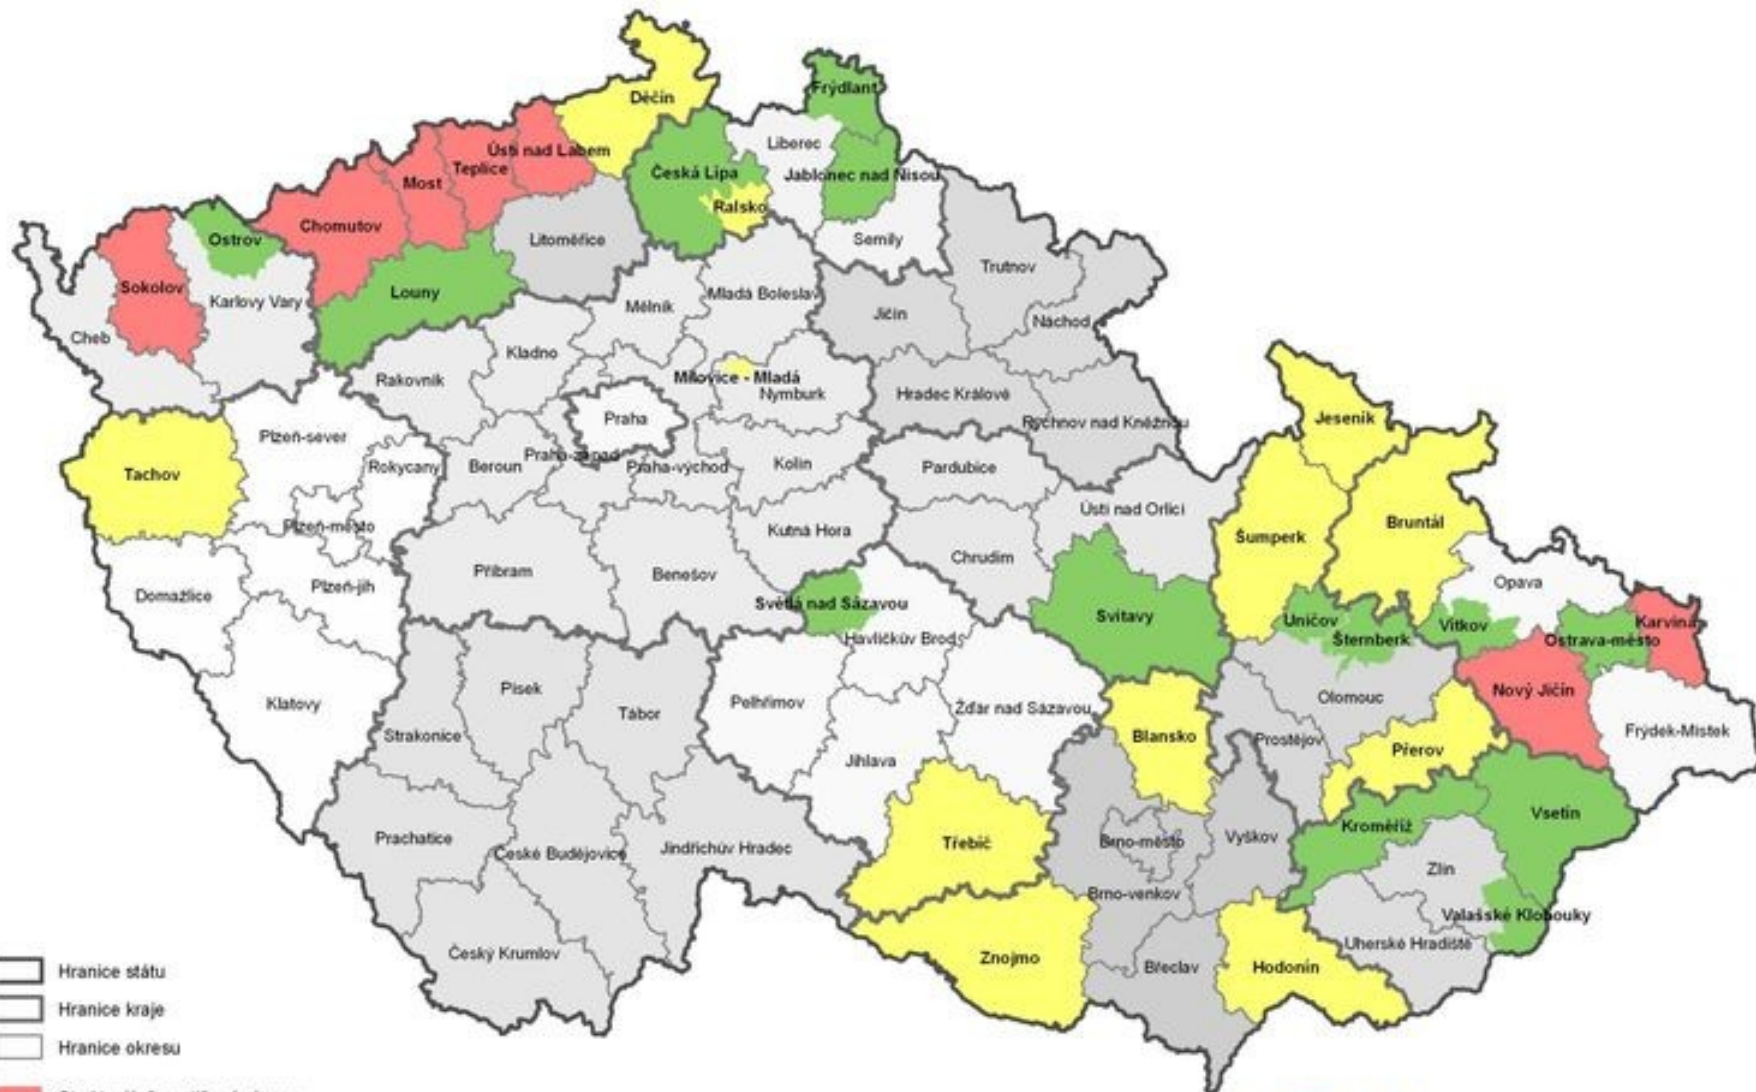 Děčín
Frýdlant
Liberec
Ústí nad Labem
Teplice
Most
Česká Lípa
Jablonec nad Nisou
Ralsko
Chomutov
Ostrov
Litoměřice
Semily
Trutnov
Sokolov
Karlovy Vary
Louny
Mělník
Mladá Boleslav
Jičín
Náchod
Cheb
Kladno
Rakovník
Milovice - Mladá
Nymburk
Hradec Králové
Praha
Rychnov nad Kněžnou
Jeseník
Plzeň-sever
Tachov
Rokycany
Beroun
Praha-západ
Praha-východ
Kolín
Pardubice
Ústí nad Orlicí
Plzeň-město
Kutná Hora
Šumperk
Bruntál
Chrudim
Příbram
Benešov
Opava
Domažlice
Plzeň-jih
Světlá nad Sázavou
Svitavy
Uničov
Vítkov
Karviná
Havlíčkův Brod
Šternberk
Ostrava-město
Klatovy
Písek
Tábor
Pelhřimov
Žďár nad Sázavou
Olomouc
Nový Jičín
Strakonice
Blansko
Prostějov
Přerov
Frýdek-Místek
Jihlava
Prachatice
České Budějovice
Jindřichův Hradec
Třebíč
Brno-město
Vyškov
Kroměříž
Vsetín
Zlín
Brno-venkov
Valašské Klobouky
Český Krumlov
Znojmo
Břeclav
Hodonín
Uherské Hradiště
Hranice státu
Hranice kraje
Hranice okresu